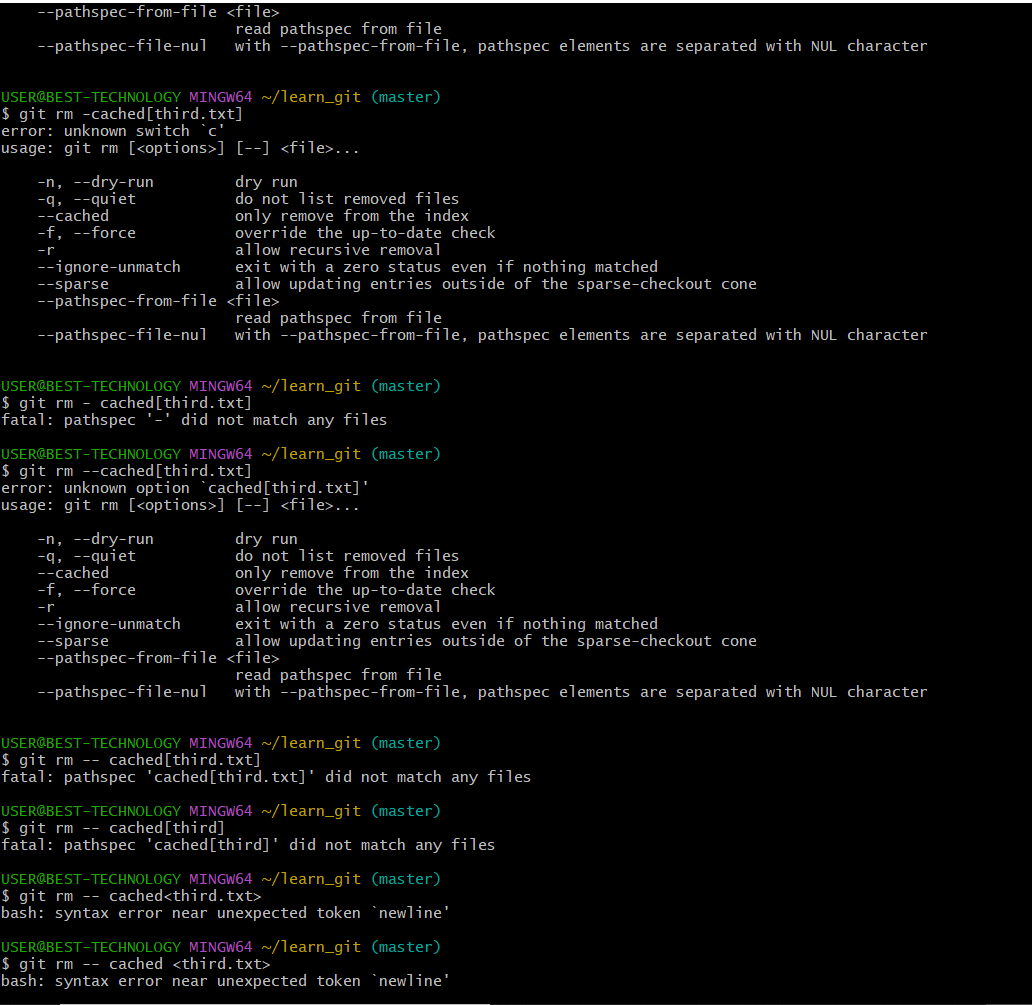 --pathspec-from-file <file>
                          read pathspec from file
    --pathspec-file-nul   with --pathspec-from-file, pathspec elements are separated with NUL character
USER@BEST-TECHNOLOGY MINGW64 ~/learn_git (master)
$ git rm -cached[third.txt]
error: unknown switch `c'
usage: git rm [<options>] [--] <file>...
    -n, --dry-run         dry run
    -q, --quiet           do not list removed files
    --cached              only remove from the index
    -f, --force           override the up-to-date check
    -r                    allow recursive removal
    --ignore-unmatch      exit with a zero status even if nothing matched
    --sparse              allow updating entries outside of the sparse-checkout cone
    --pathspec-from-file <file>
                          read pathspec from file
    --pathspec-file-nul   with --pathspec-from-file, pathspec elements are separated with NUL character
USER@BEST-TECHNOLOGY MINGW64 ~/learn_git (master)
$ git rm - cached[third.txt]
fatal: pathspec '-' did not match any files
USER@BEST-TECHNOLOGY MINGW64 ~/learn_git (master)
$ git rm --cached[third.txt]
error: unknown option `cached[third.txt]'
usage: git rm [<options>] [--] <file>...
    -n, --dry-run         dry run
    -q, --quiet           do not list removed files
    --cached              only remove from the index
    -f, --force           override the up-to-date check
    -r                    allow recursive removal
    --ignore-unmatch      exit with a zero status even if nothing matched
    --sparse              allow updating entries outside of the sparse-checkout cone
    --pathspec-from-file <file>
                          read pathspec from file
    --pathspec-file-nul   with --pathspec-from-file, pathspec elements are separated with NUL character
USER@BEST-TECHNOLOGY MINGW64 ~/learn_git (master)
$ git rm -- cached[third.txt]
fatal: pathspec 'cached[third.txt]' did not match any files
USER@BEST-TECHNOLOGY MINGW64 ~/learn_git (master)
$ git rm -- cached[third]
fatal: pathspec 'cached[third]' did not match any files
USER@BEST-TECHNOLOGY MINGW64 ~/learn_git (master)
$ git rm -- cached<third.txt>
bash: syntax error near unexpected token `newline'
USER@BEST-TECHNOLOGY MINGW64 ~/learn_git (master)
$ git rm -- cached <third.txt>
bash: syntax error near unexpected token `newline'